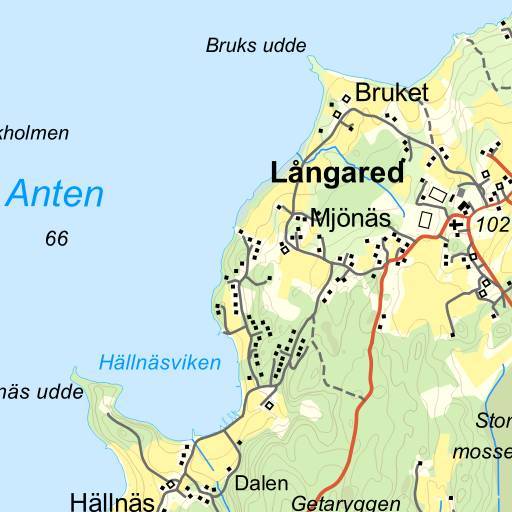 Bruks udde
Bruket
kholmen
Långared
Anten
Mjönäs
102
66
Hällnäsviken
näs udde
Stor
mosse
Dalen
Hällnäs
Getaryggen